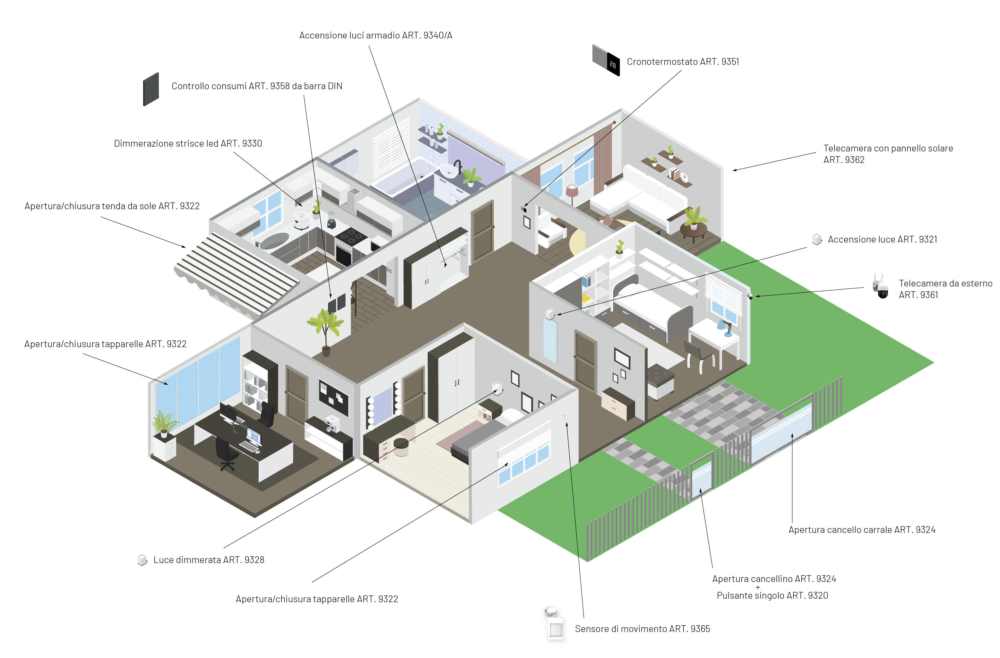 Accensione luci armadio ART. 9340/A
Cronotermostato ART. 9351
28
Controllo consumi ART. 9358 da barra DIN
Dimmerazione strisce led ART. 9330
Telecamera con pannello solare
ART. 9362
Apertura/chiusura tenda da sole ART. 9322
Accensione luce ART. 9321
Telecamera da esterno
ART. 9361
Apertura/chiusura tapparelle ART. 9322
Apertura cancello carrale ART. 9324
Luce dimmerata ART. 9328
Apertura cancellino ART. 9324
+
Pulsante singolo ART. 9320
Apertura/chiusura tapparelle ART. 9322
Sensore di movimento ART. 9365